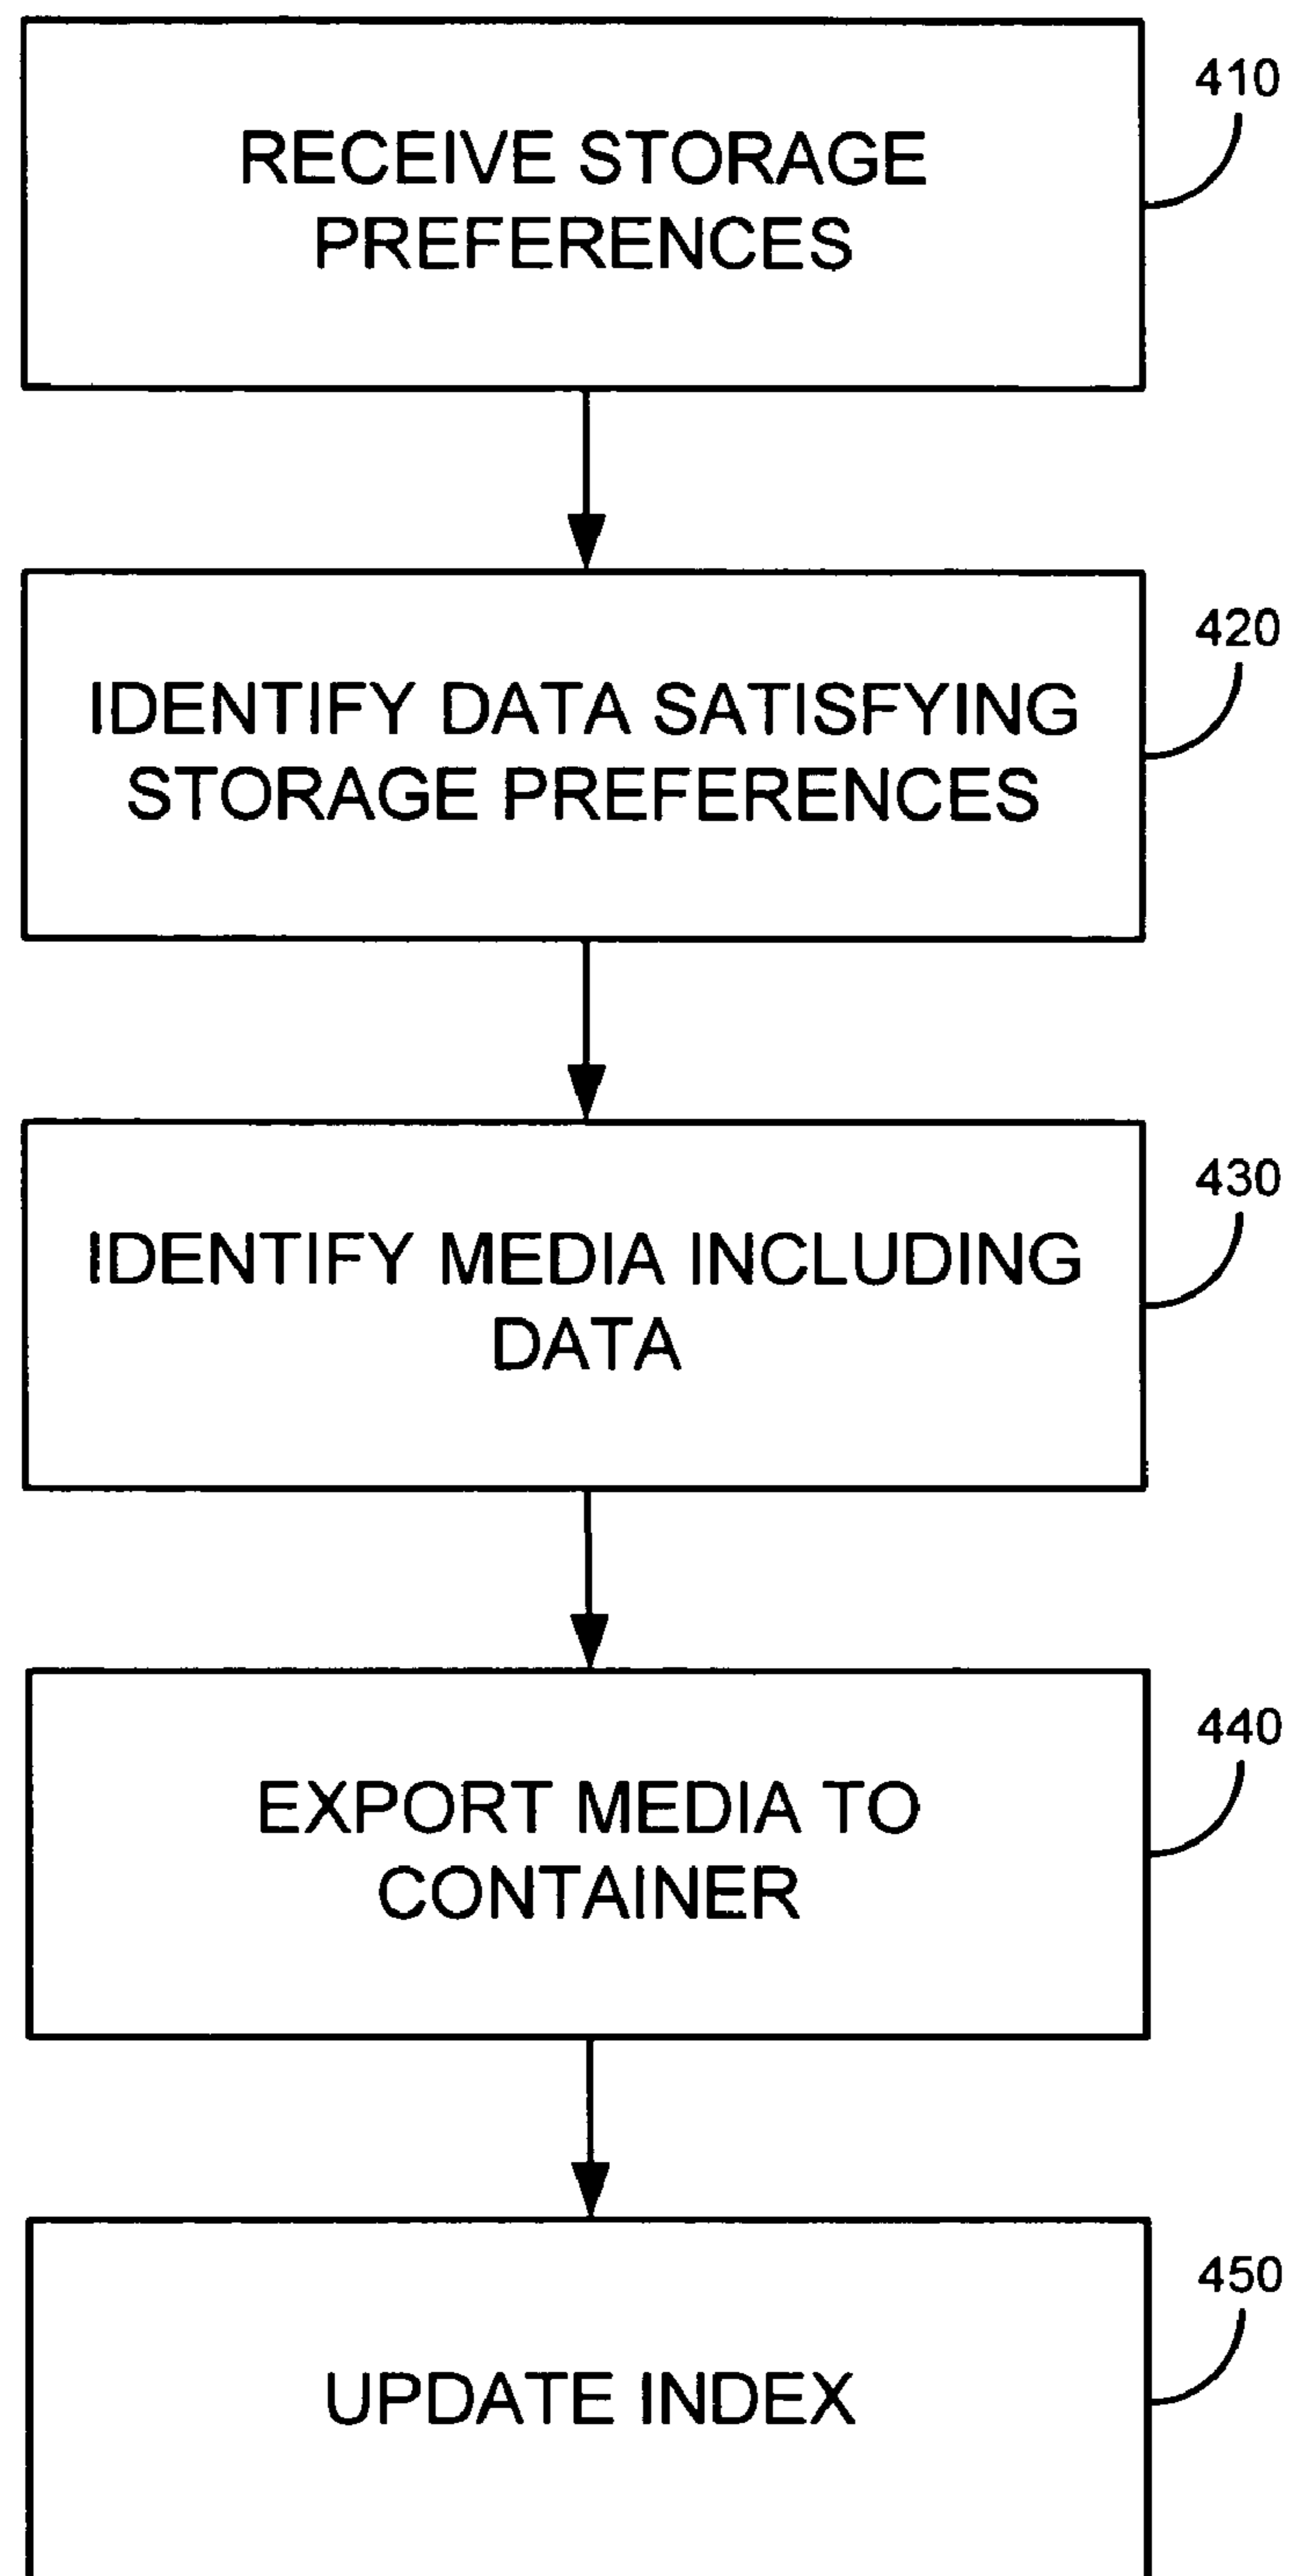 410
RECEIVE STORAGE
PREFERENCES
420
IDENTIFY DATA SATISFYING
STORAGE PREFERENCES
430
IDENTIFY MEDIA INCLUDING
DATA
440
EXPORT MEDIA TO
CONTAINER
450
UPDATE INDEX